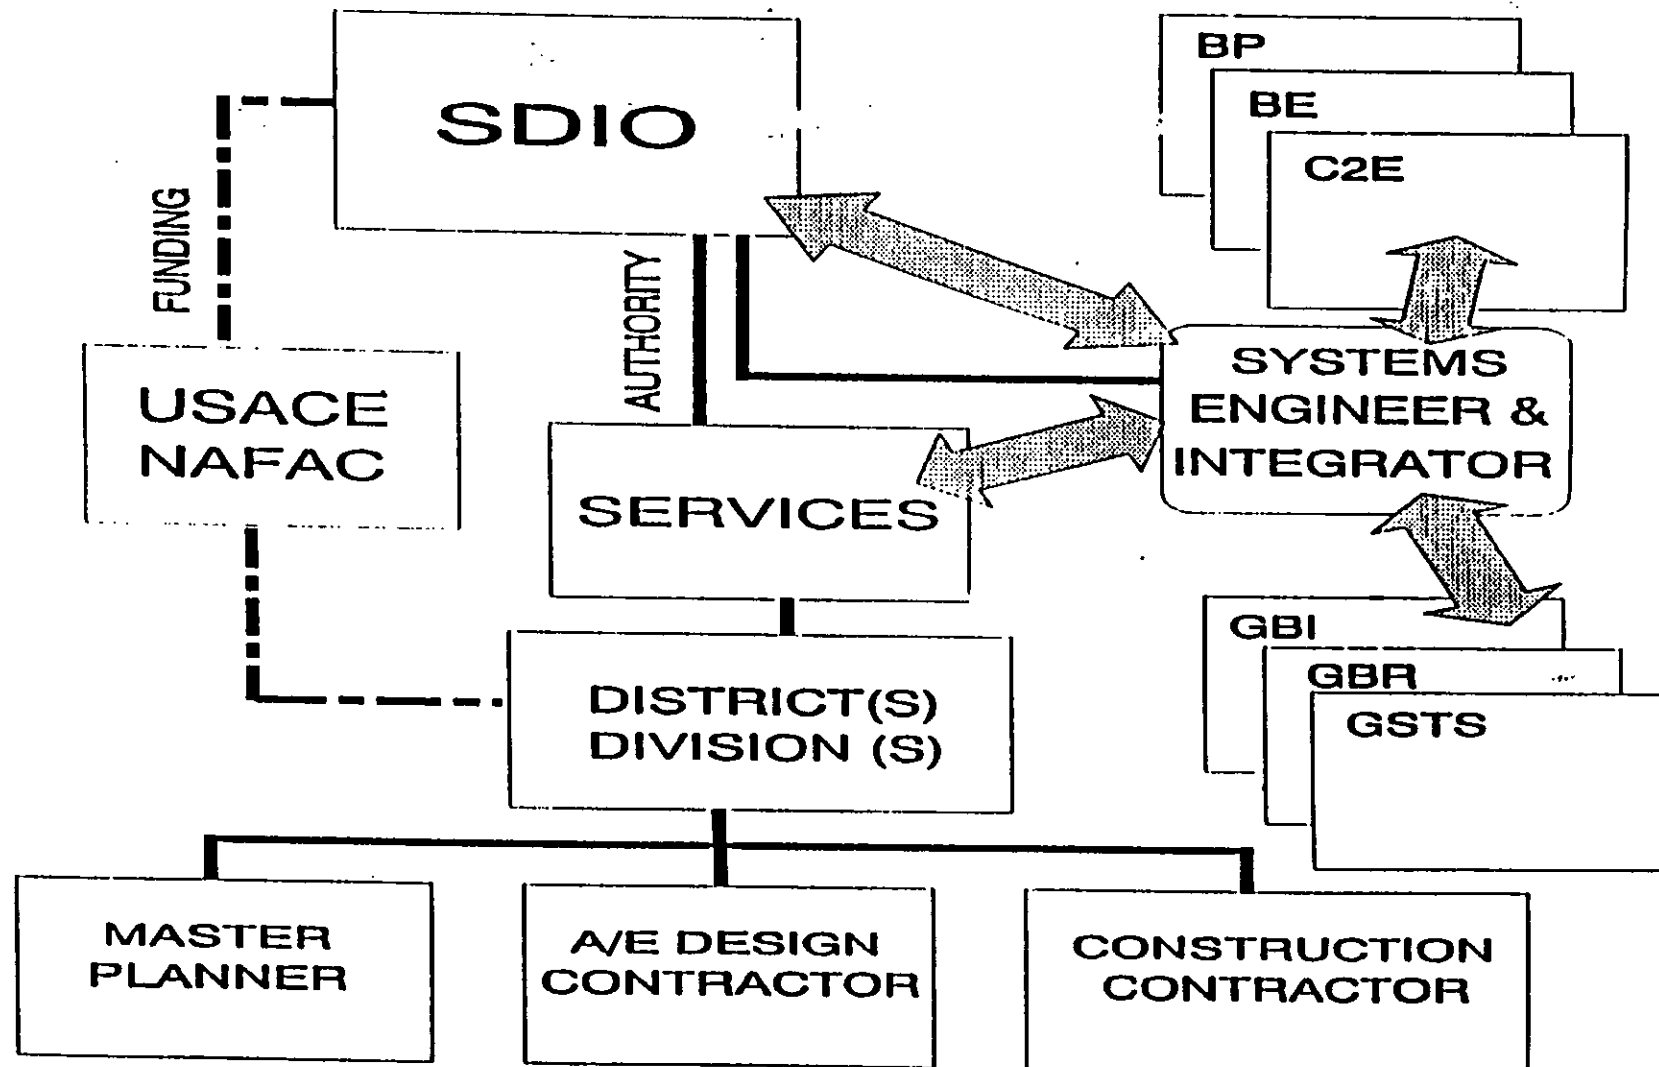 SDIO
BP
BE
C2E
FUNDING
AUTHORITY
USACE
NAFAC
SYSTEMS
ENGINEER &
INTEGRATOR
SERVICES
GBI
GBR
GSTS
DISTRICT(S)
DIVISION (S)
MASTER
PLANNER
A/E DESIGN
CONTRACTOR
CONSTRUCTION
CONTRACTOR